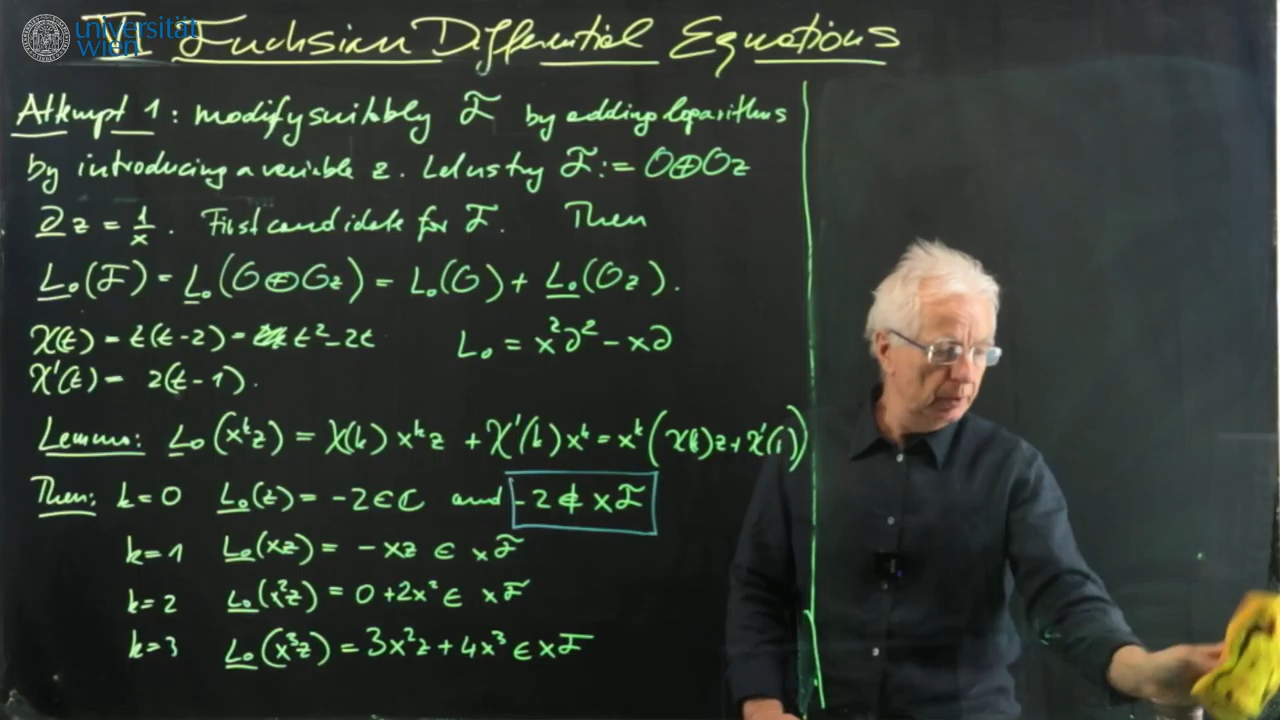 universität wien
VI Fuchsian Differential Equations
Attempt 1: modify suitably F by adding logarithms
by introducing a variable z. Let us try F := O⊕Oz
∂z = 1/x. First candidate for F. Then
L₀(F) = L₀(O⊕Oz) = L₀(O) + L₀(Oz).
χ(t) = t(t-2) = t²-2t L₀ = x²∂² - x∂
χ'(t) = 2(t-1).
Lemma: L₀(xᵏz) = χ(k) xᵏz + χ'(k)xᵏ = xᵏ(χ(k)z + χ'(k))
Then: k=0 L₀(z) = -2 ∈ ℂ and -2 ∉ xF
k=1 L₀(xz) = -xz ∈ xF
k=2 L₀(x²z) = 0+2x² ∈ xF
k=3 L₀(x³z) = 3x²z + 4x³ ∈ xF